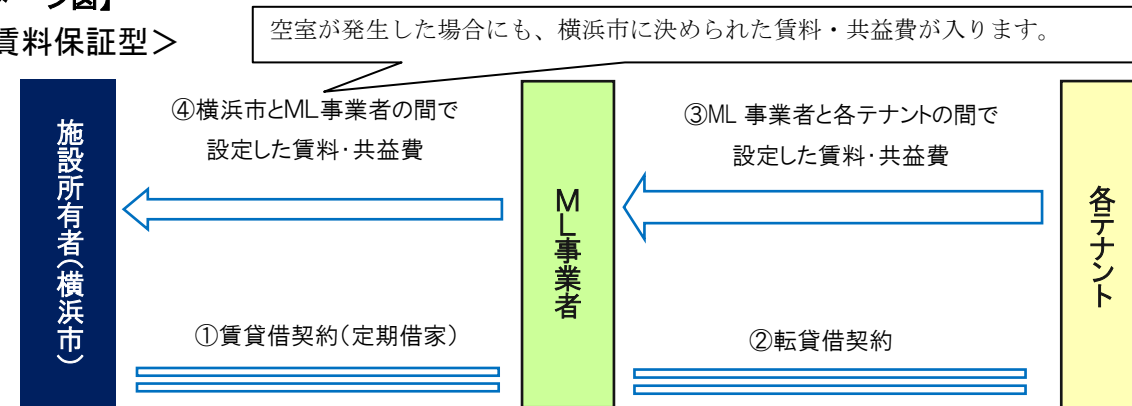 ージ図】
賃料保証型＞
空室が発生した場合にも、横浜市に決められた賃料・共益費が入ります。
施設所有者（横浜市）
④横浜市とML事業者の間で
設定した賃料・共益費
①賃貸借契約（定期借家）
ML事業者
③ML 事業者と各テナントの間で
設定した賃料・共益費
②転貸借契約
各テナント